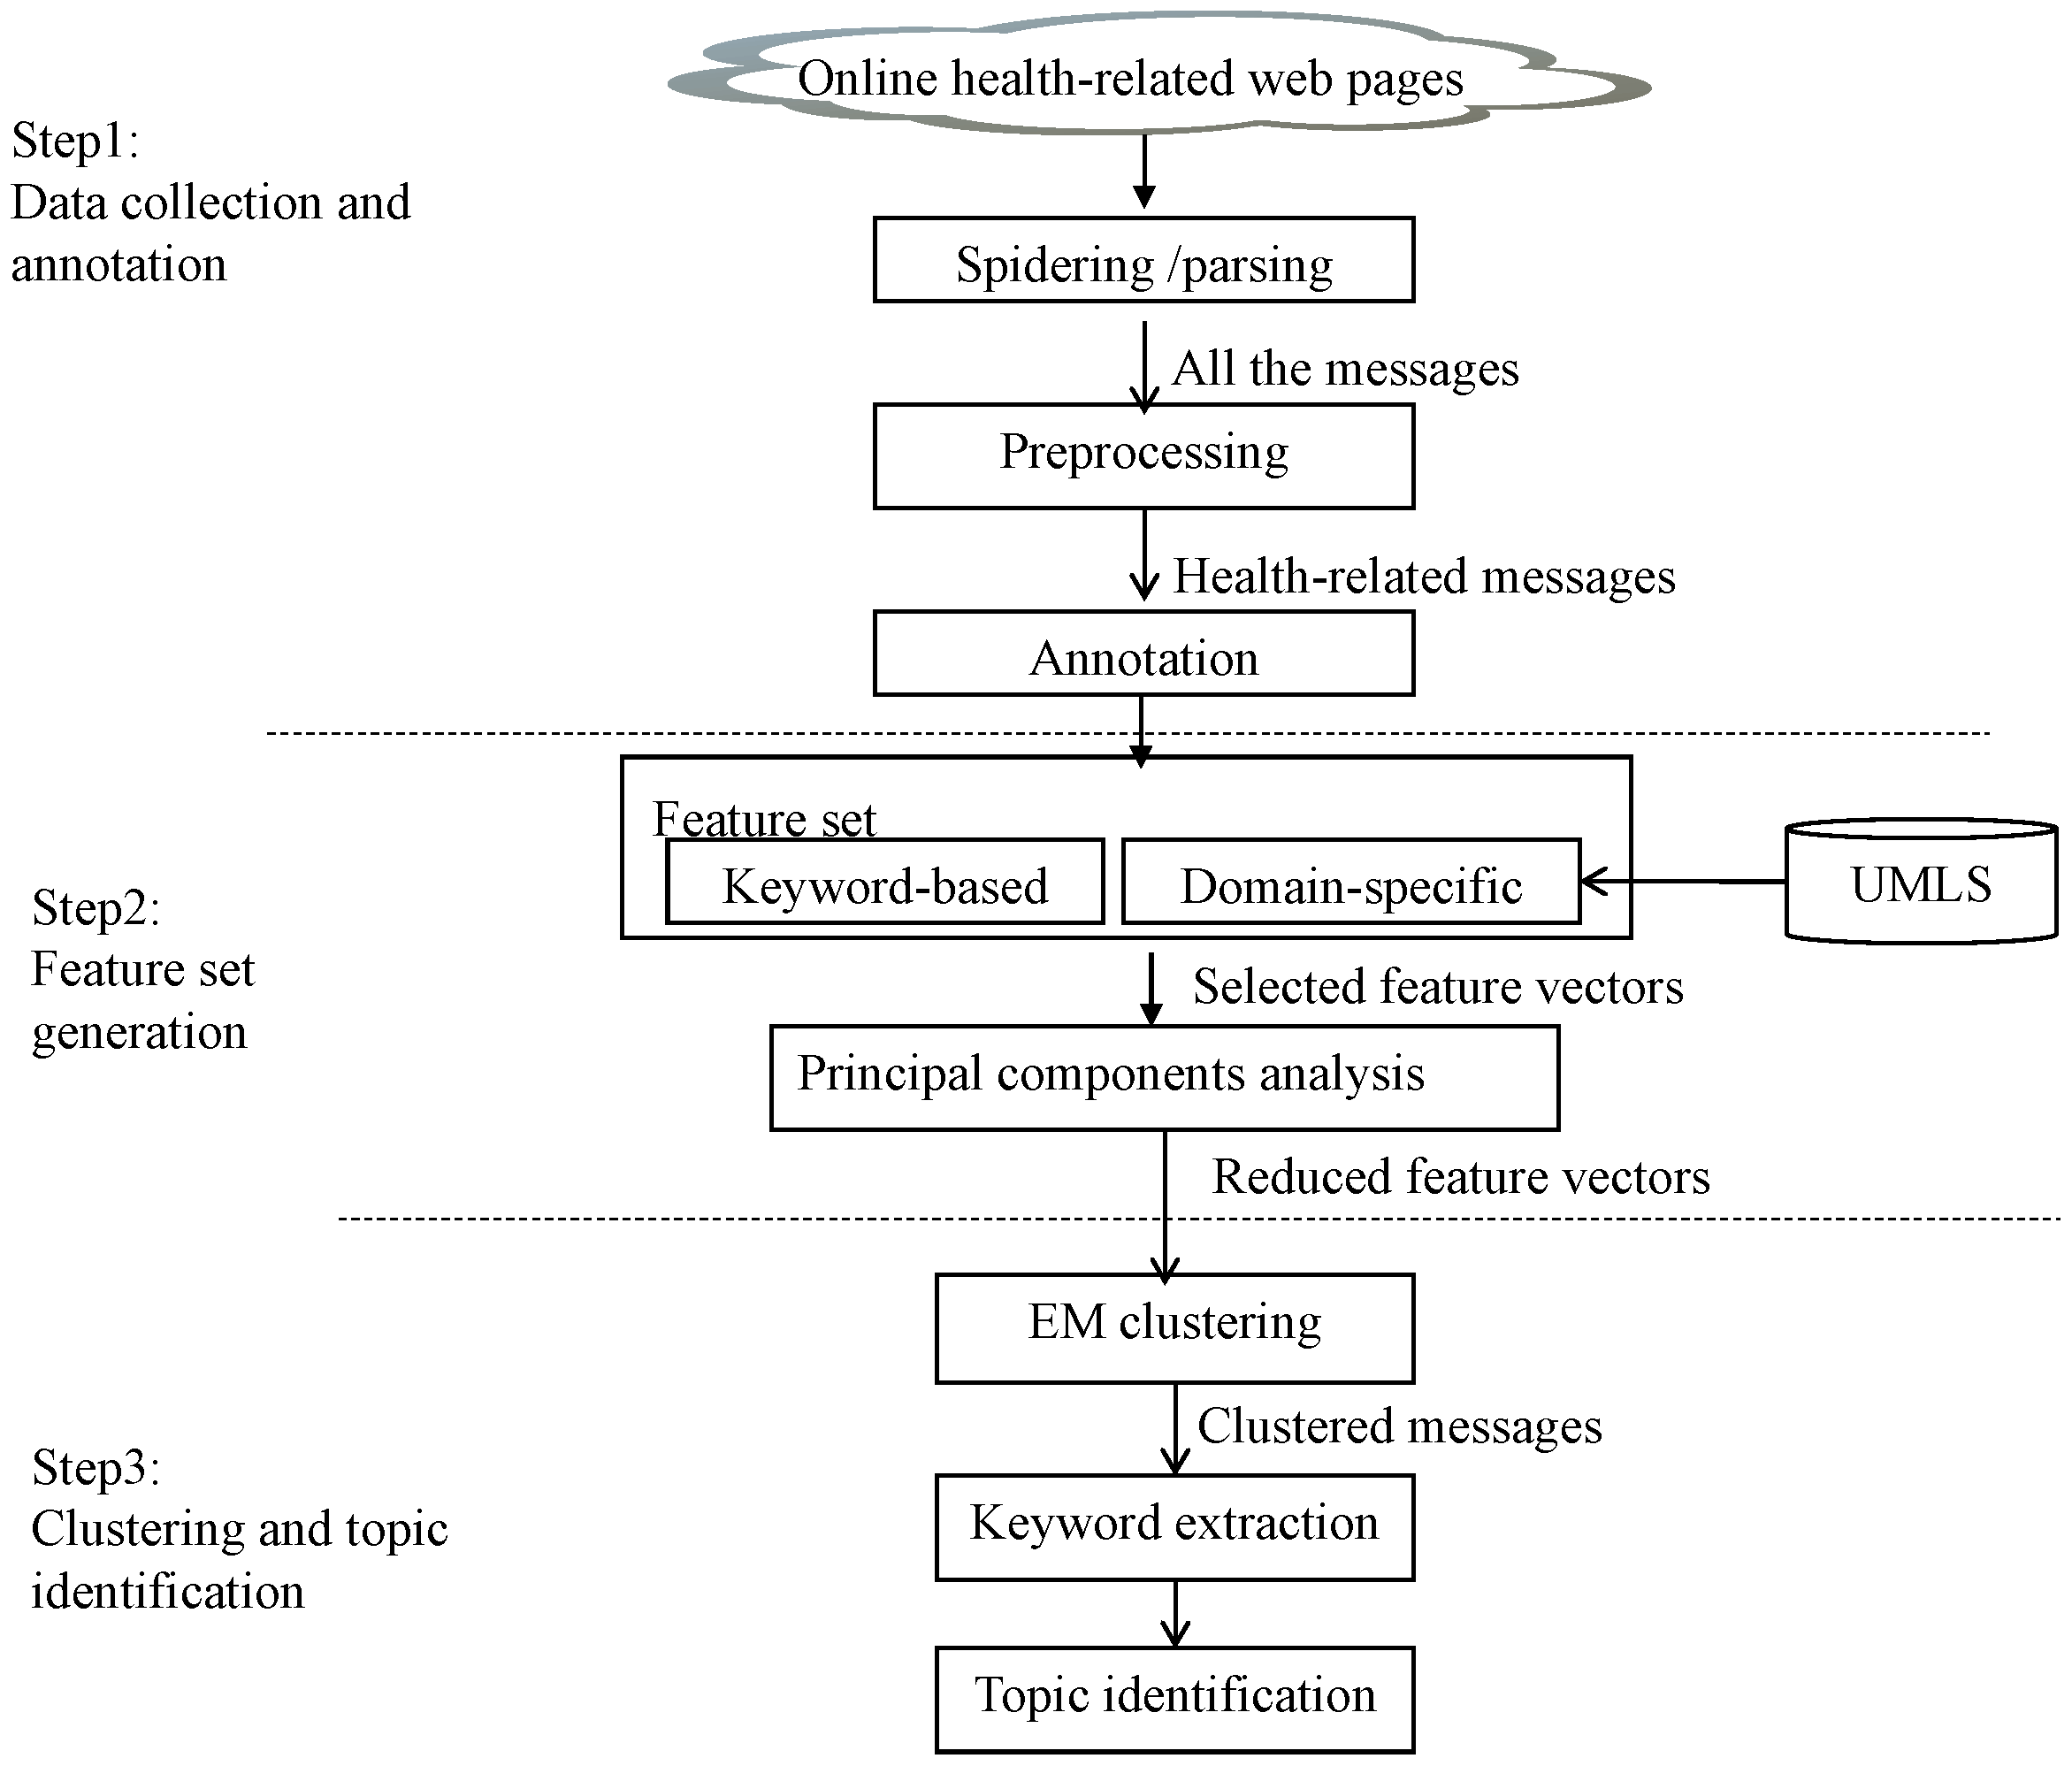 Online health-related web pages
Step1:
Data collection and
annotation
Spidering /parsing
All the messages
Preprocessing
Health-related messages
Annotation
Feature set
Keyword-based
Domain-specific
UMLS
Step2:
Feature set
generation
Selected feature vectors
Principal components analysis
Reduced feature vectors
EM clustering
Clustered messages
Step3:
Clustering and topic
identification
Keyword extraction
Topic identification